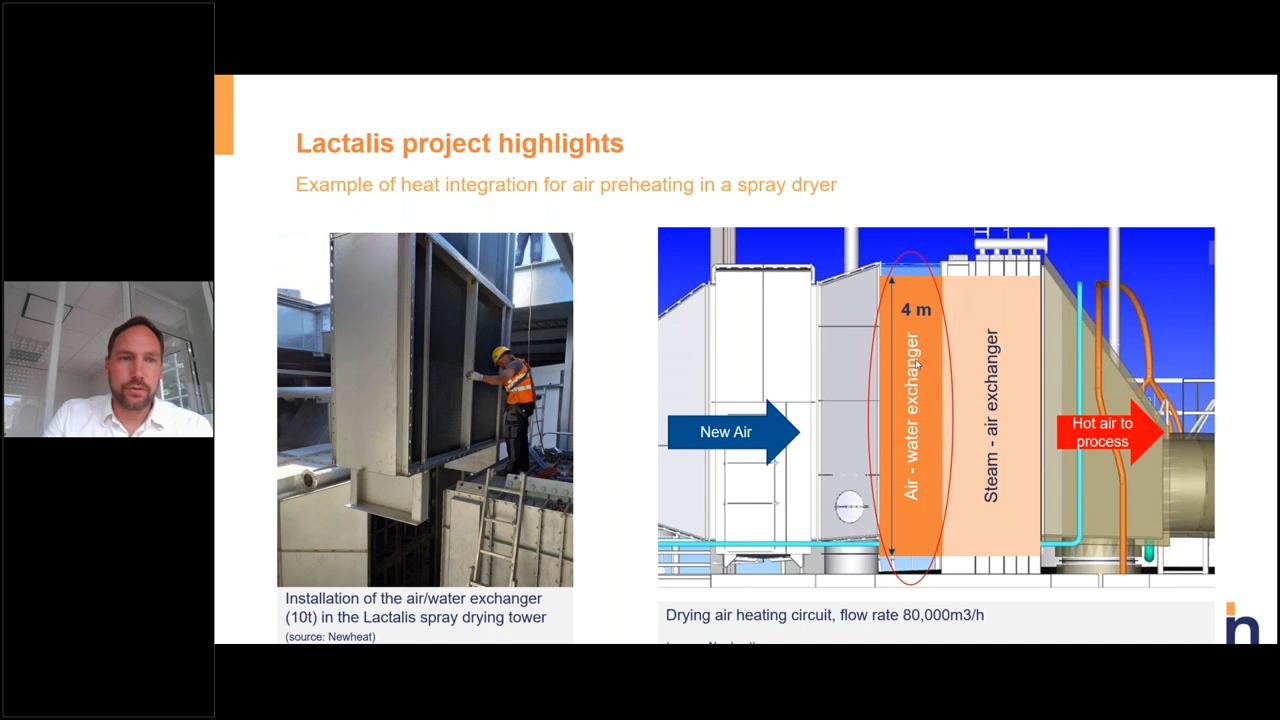 Lactalis project highlights
Example of heat integration for air preheating in a spray dryer
New Air
4 m
Air - water exchanger
Steam - air exchanger
Hot air to
process
Installation of the air/water exchanger
(10t) in the Lactalis spray drying tower
(source: Newheat)
Drying air heating circuit, flow rate 80,000m3/h